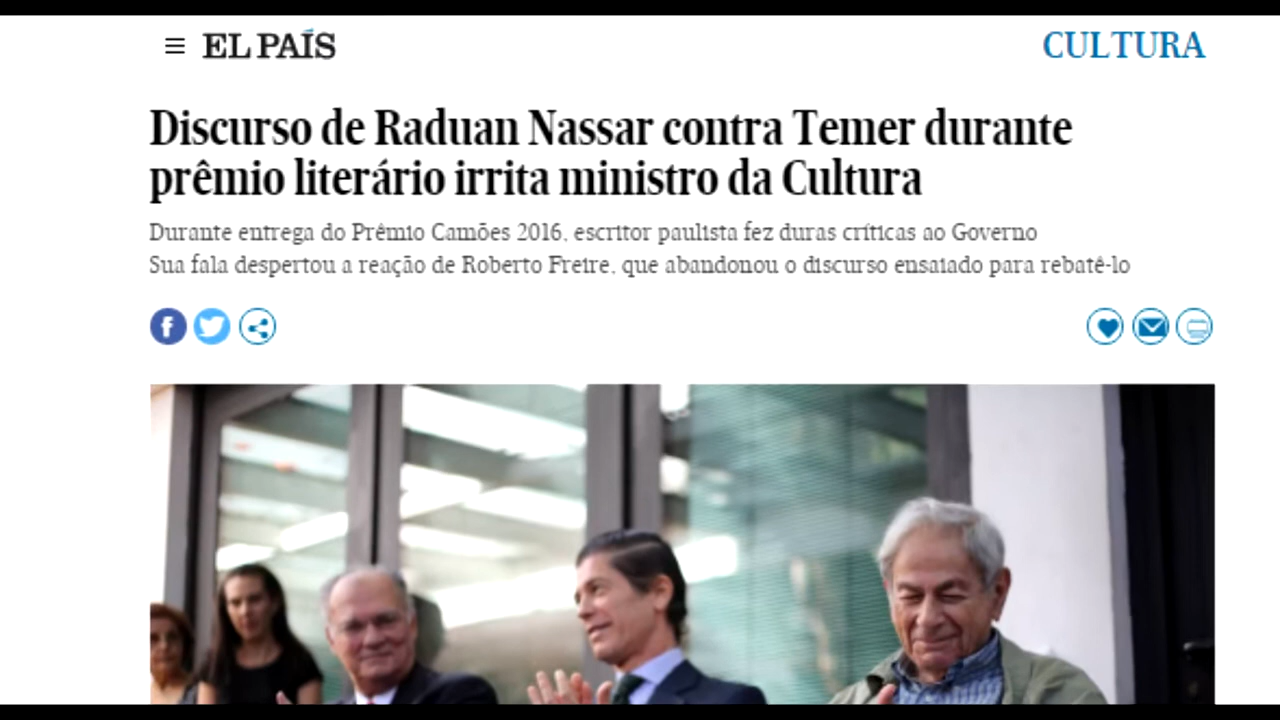 EL PAÍS
CULTURA
Discurso de Raduan Nassar contra Temer durante
prêmio literário irrita ministro da Cultura
Durante entrega do Prêmio Camões 2016, escritor paulista fez duras críticas ao Governo
Sua fala despertou a reação de Roberto Freire, que abandonou o discurso ensaiado para rebatê-lo